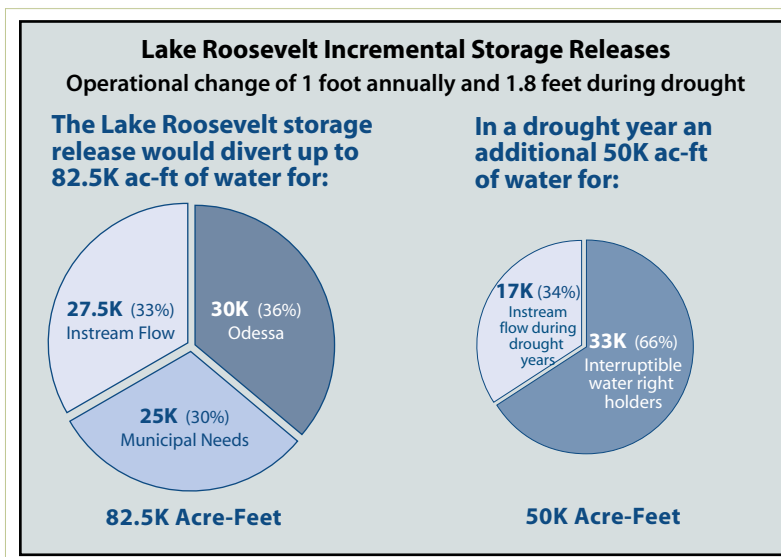 Lake Roosevelt Incremental Storage Releases
Operational change of 1 foot annually and 1.8 feet during drought
The Lake Roosevelt storage
release would divert up to
82.5K ac-ft of water for:
27.5K (33%)
Instream Flow
30K (36%)
Odessa
25K (30%)
Municipal Needs
82.5K Acre-Feet
In a drought year an
additional 50K ac-ft
of water for:
17K (34%)
Instream
flow during
drought
years
33K (66%)
Interruptible
water right
holders
50K Acre-Feet